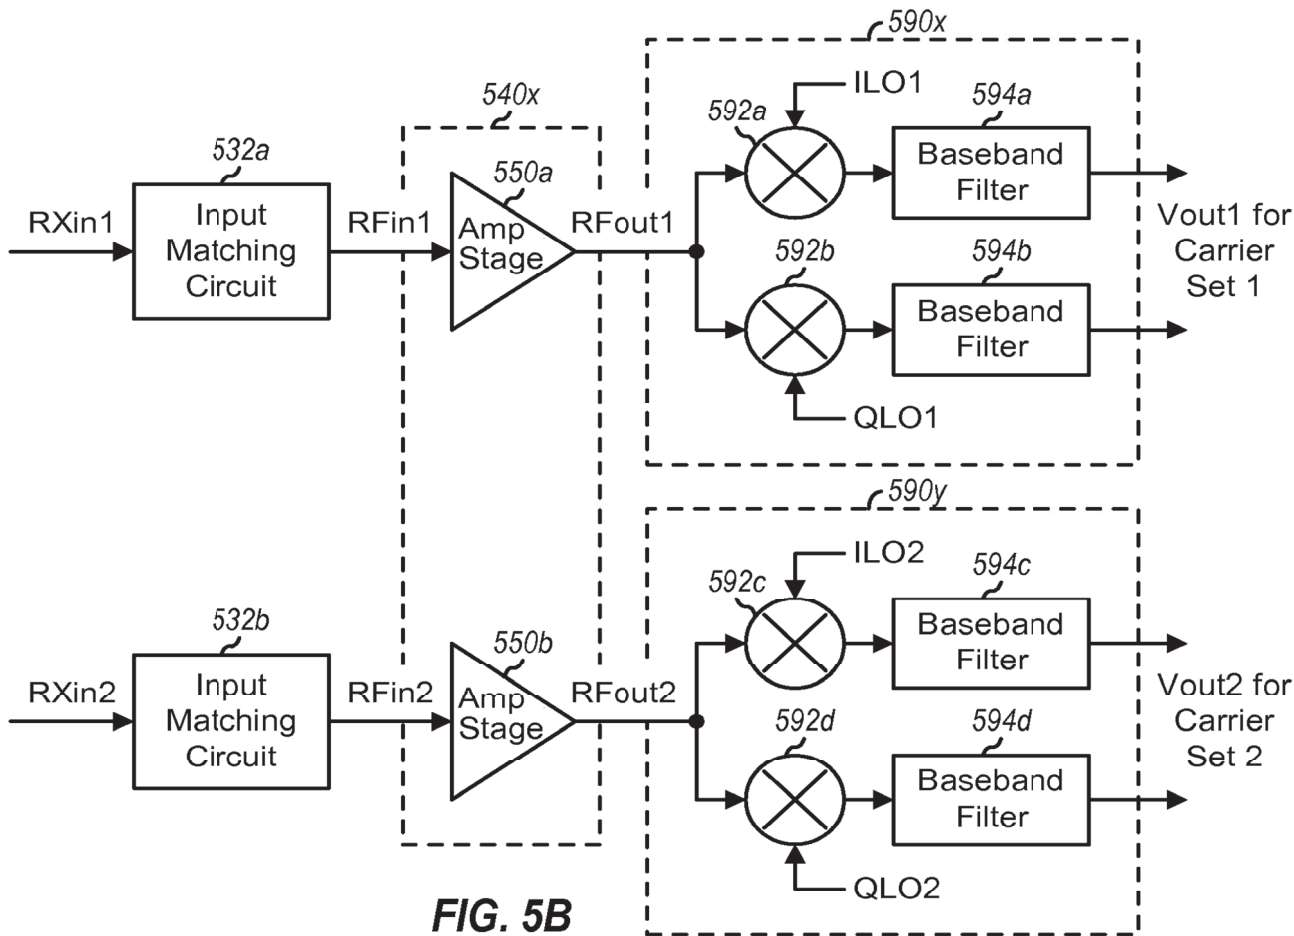 590x
ILO1
540x
592a
594a
532a
550a
Baseband
Filter
Input
Matching
Circuit
RXin1
RFin1
Amp
Stage
RFout1
Vout1 for
Carrier
Set 1
592b
594b
Baseband
Filter
QLO1
590y
ILO2
592c
594c
532b
550b
Baseband
Filter
Input
Matching
Circuit
RXin2
RFin2
Amp
Stage
RFout2
Vout2 for
Carrier
Set 2
592d
594d
Baseband
Filter
QLO2
FIG. 5B